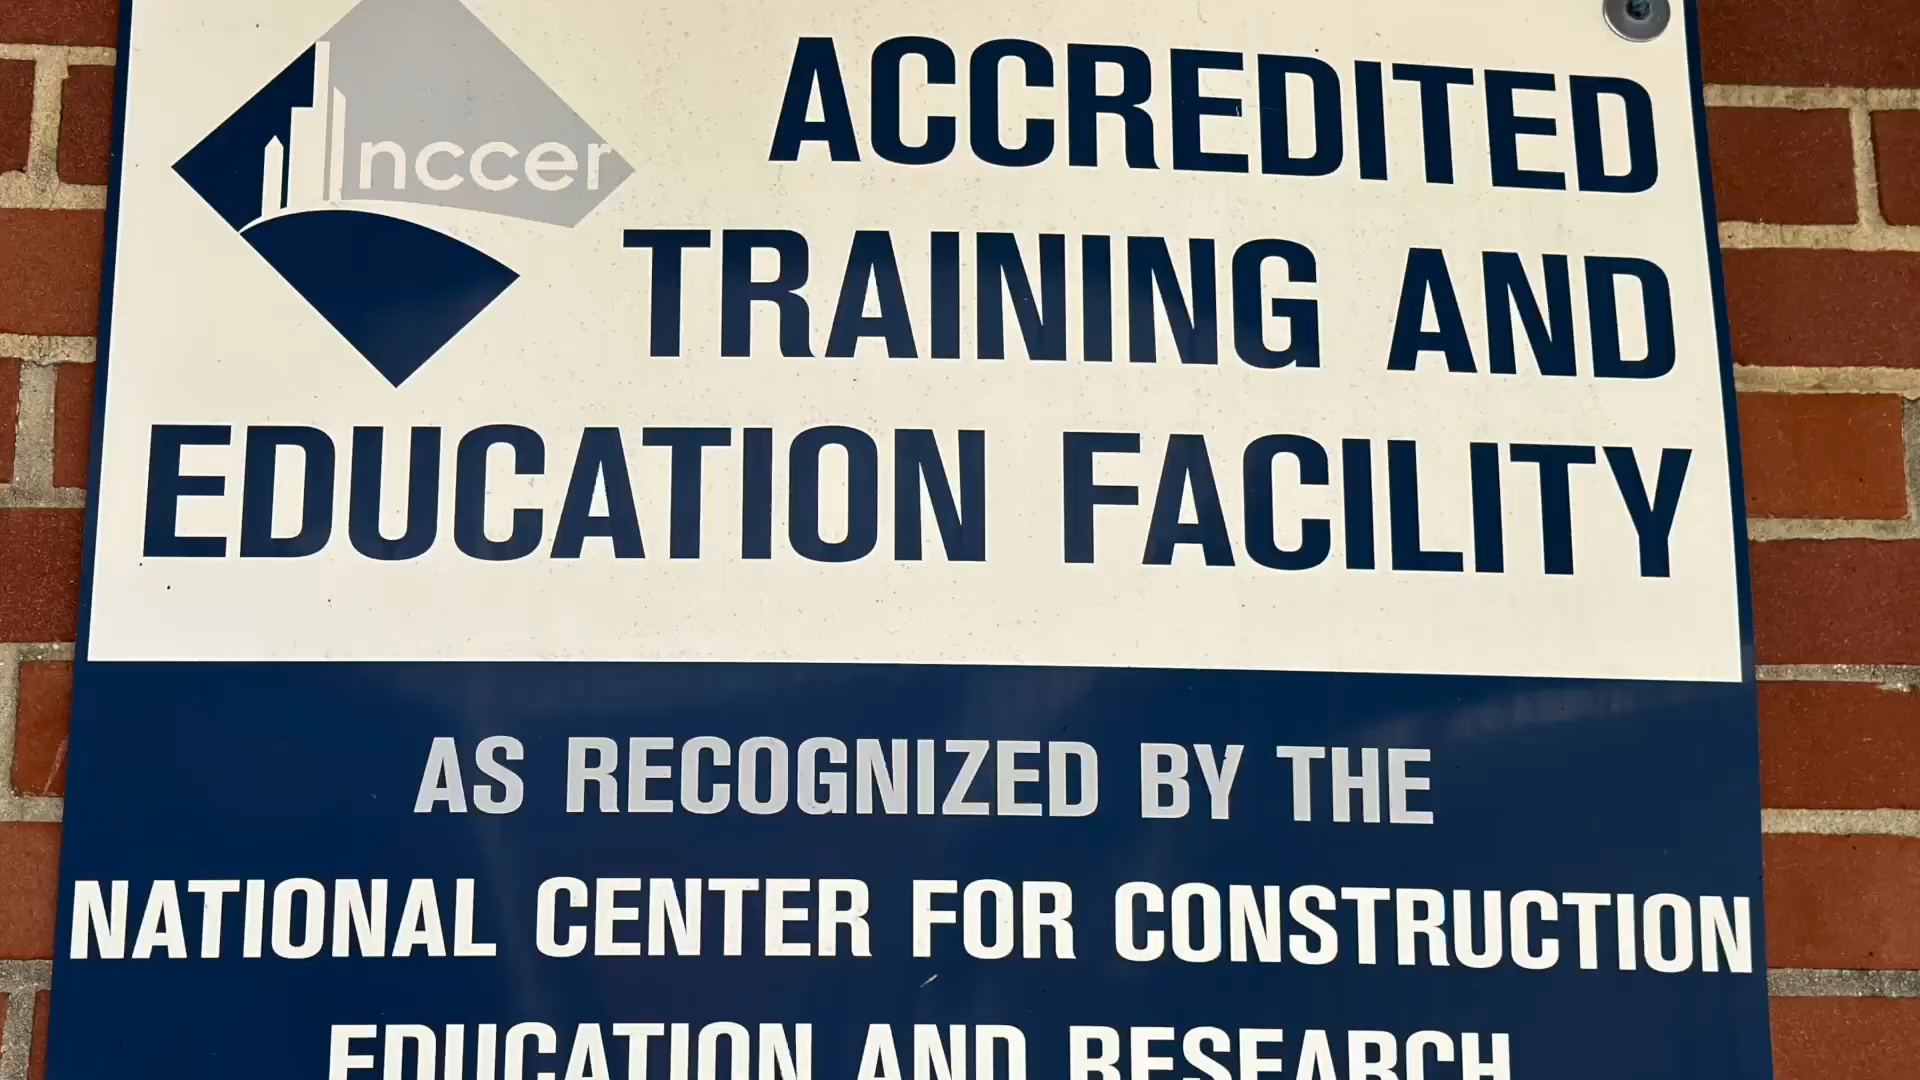 nccer
ACCREDITED
TRAINING AND
EDUCATION FACILITY
AS RECOGNIZED BY THE
NATIONAL CENTER FOR CONSTRUCTION
EDUCATION AND RESEARCH